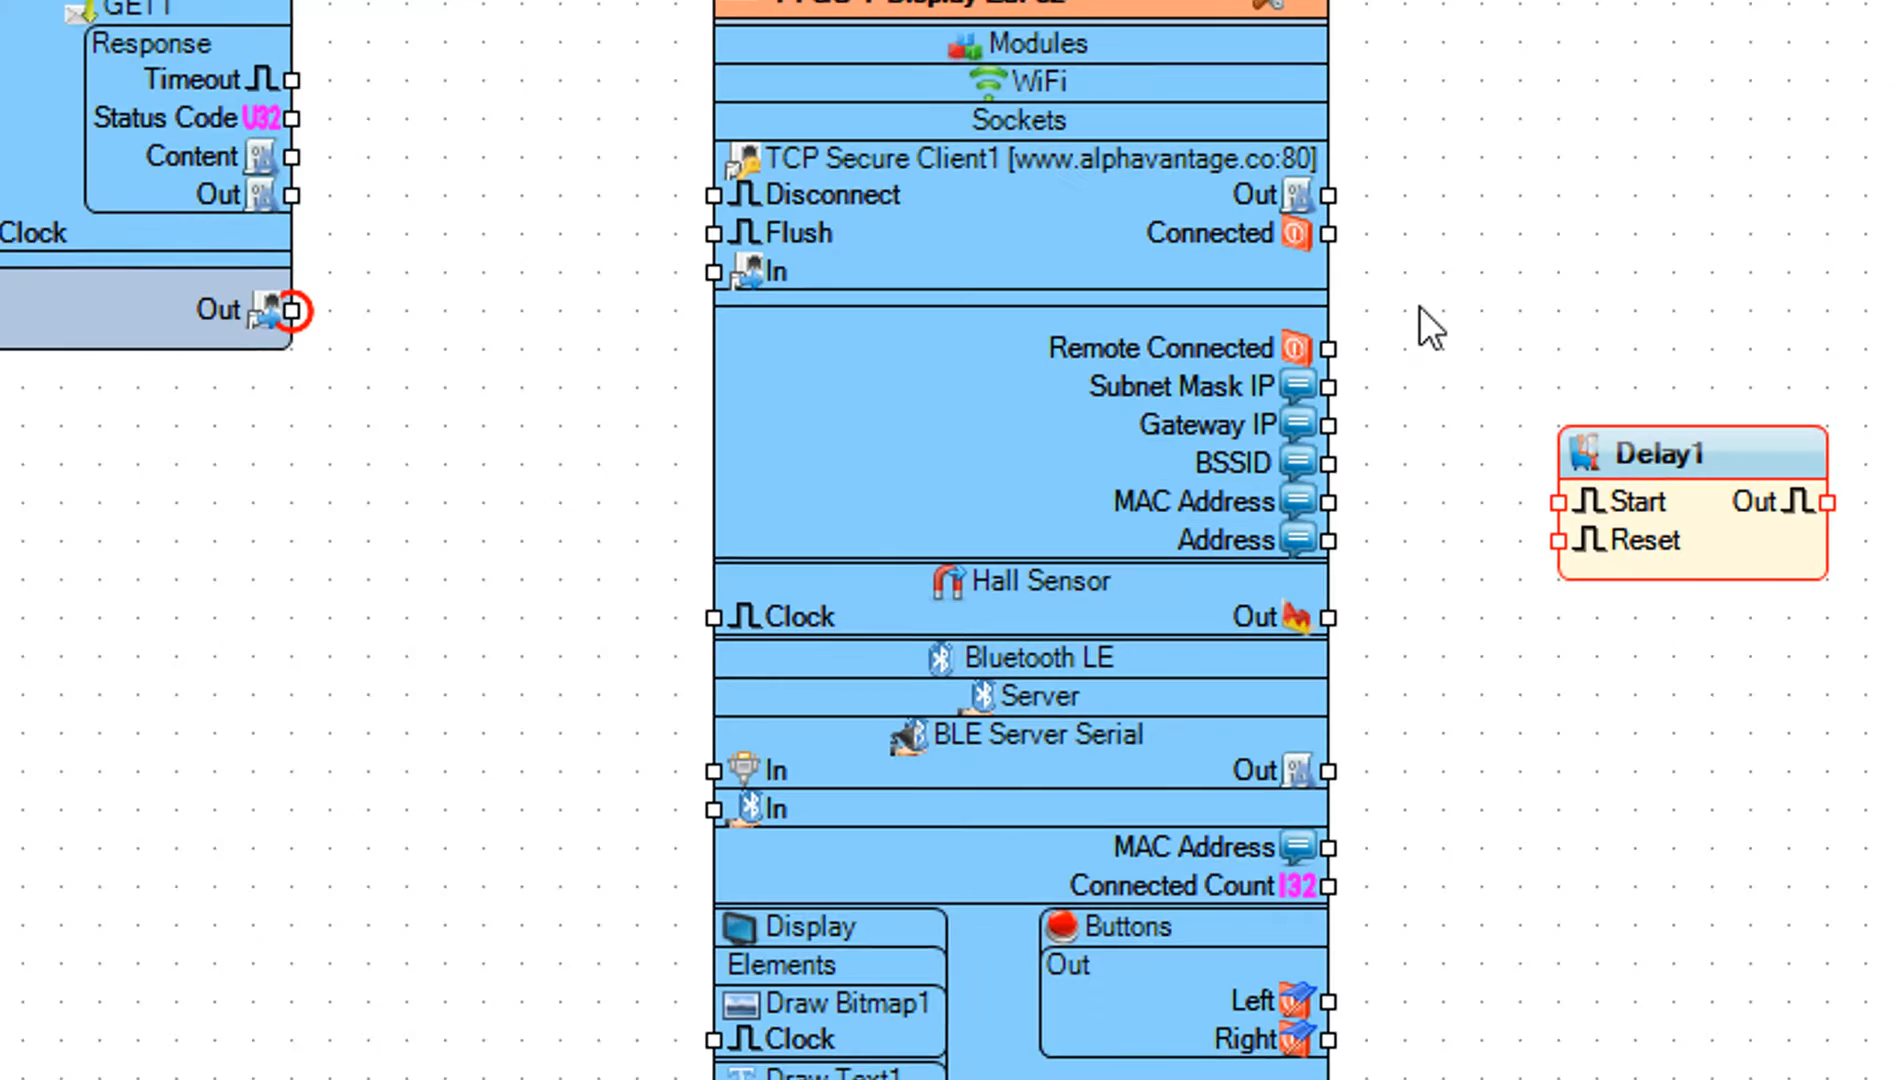 GET1
Response
Timeout
Status Code U32
Content
Out
Clock
Out
Modules
WiFi
Sockets
TCP Secure Client1 [www.alphavantage.co:80]
Disconnect Out
Flush Connected
In
Remote Connected
Subnet Mask IP
Gateway IP
BSSID
MAC Address
Address
Hall Sensor
Clock Out
Bluetooth LE
Server
BLE Server Serial
In Out
In
MAC Address
Connected Count I32
Display
Elements
Draw Bitmap1
Clock
Draw Text1
Buttons
Out
Left
Right
Delay1
Start Out
Reset